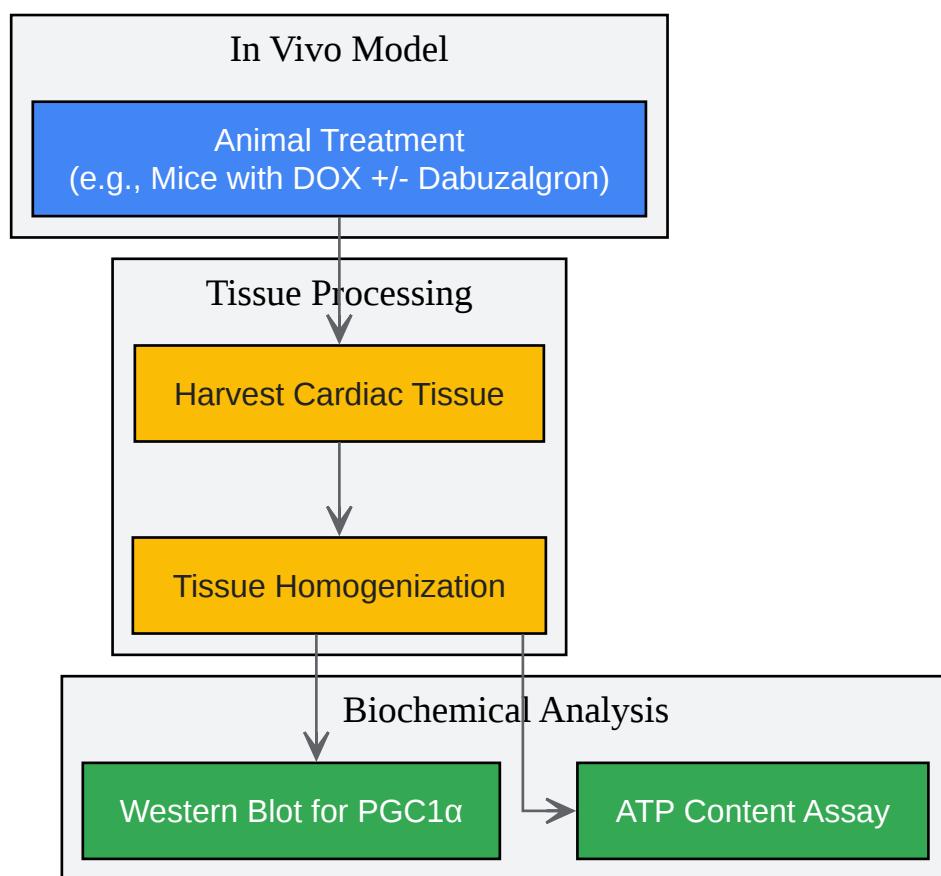 In Vivo Model
Animal Treatment
(e.g., Mice with DOX +/- Dabuzalgron)
Tissue Processing
Harvest Cardiac Tissue
Tissue Homogenization
Biochemical Analysis
Western Blot for PGC1α
ATP Content Assay